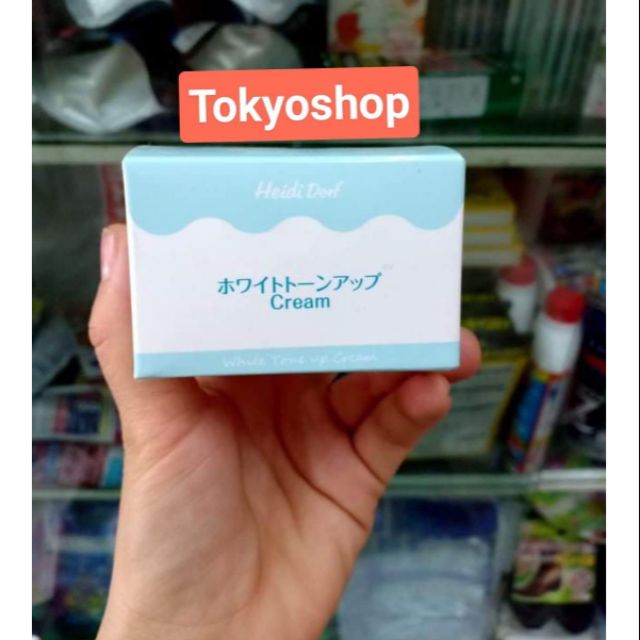 Tokyoshop
Heidi Dorf
ホワイトトーンアップ
Cream
White Tone up Cream